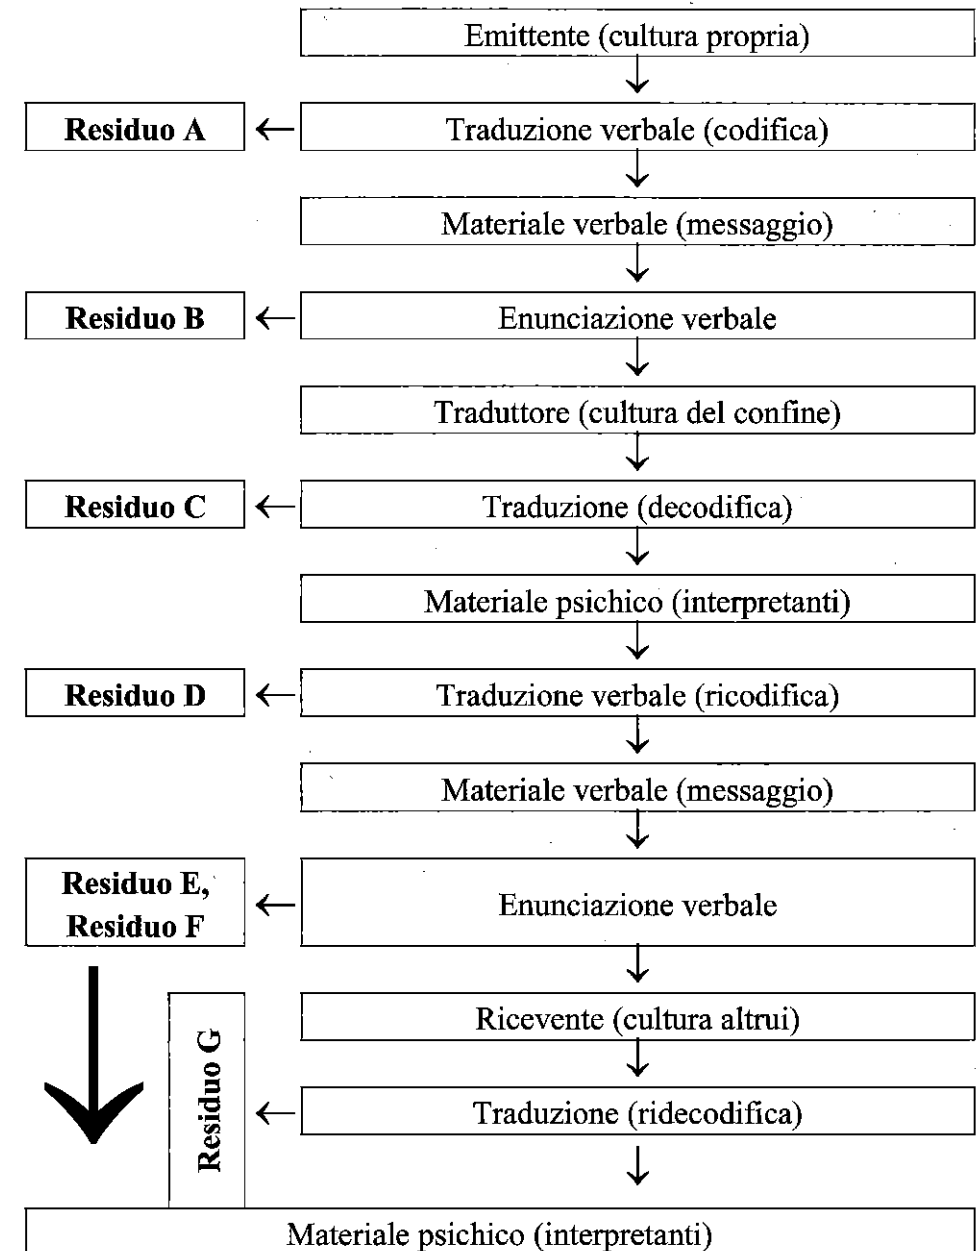 Emittente (cultura propria)
Residuo A
Traduzione verbale (codifica)
Materiale verbale (messaggio)
Residuo B
Enunciazione verbale
Traduttore (cultura del confine)
Residuo C
Traduzione (decodifica)
Materiale psichico (interpretanti)
Residuo D
Traduzione verbale (ricodifica)
Materiale verbale (messaggio)
Residuo E,
Residuo F
Enunciazione verbale
Ricevente (cultura altrui)
Residuo G
Traduzione (ridecodifica)
Materiale psichico (interpretanti)